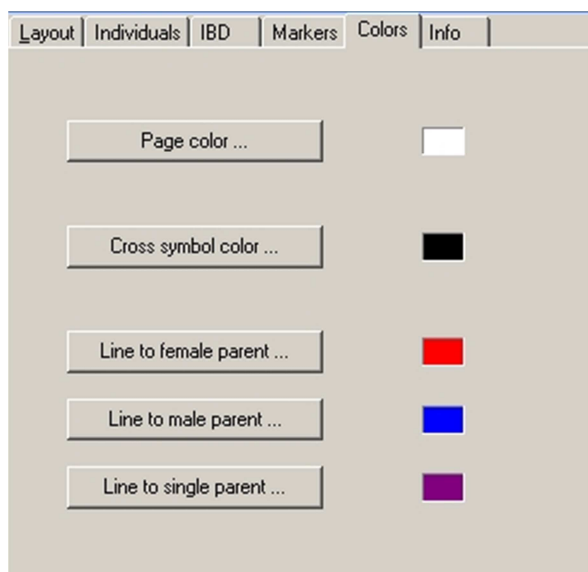 Layout Individuals IBD Markers Colors Info
Page color ...
Cross symbol color ...
Line to female parent ...
Line to male parent ...
Line to single parent ...